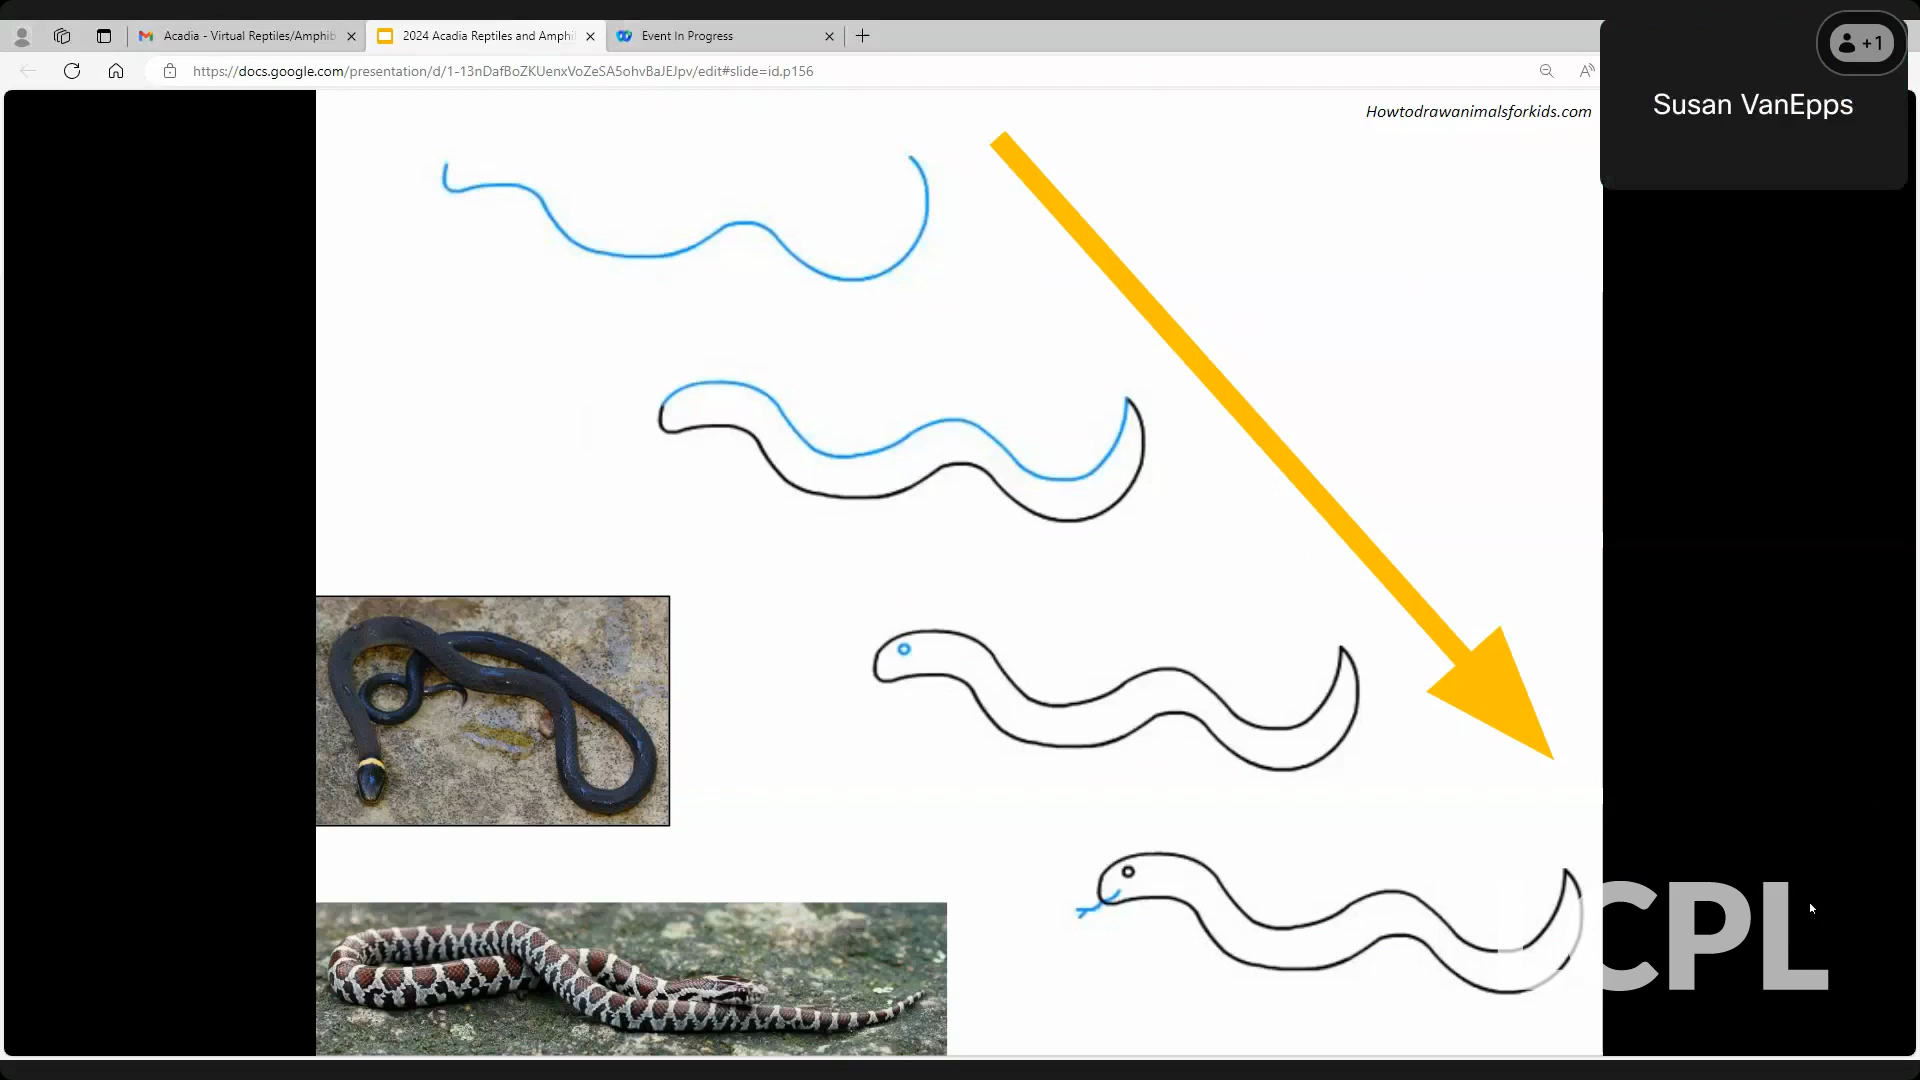 Acadia - Virtual Reptiles/Amphib
2024 Acadia Reptiles and Amphi
Event In Progress
https://docs.google.com/presentation/d/1-13nDafBoZKUenxVoZeSA5ohvBaJEJpv/edit#slide=id.p156
+1
Susan VanEpps
Howtodrawanimalsforkids.com
CPL